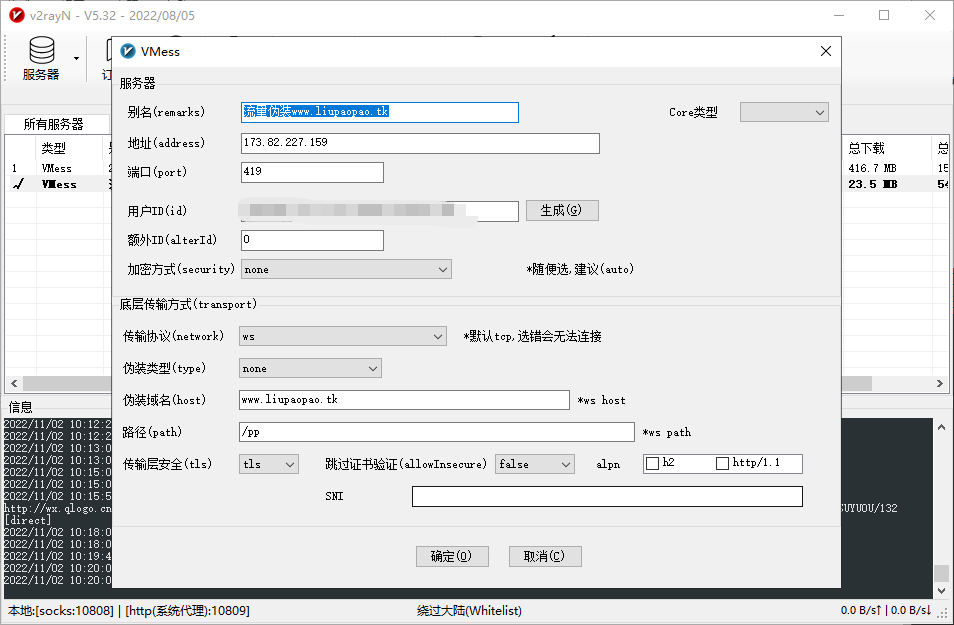 v2rayN - V5.32 - 2022/08/05
服务器
VMess
服务器
别名(remarks)
流量伪装www.liupaopao.tk
Core类型
地址(address)
173.82.227.159
端口(port)
419
用户ID(id)
生成(G)
额外ID(alterId)
0
加密方式(security)
none
*随便选,建议(auto)
底层传输方式(transport)
传输协议(network)
ws
*默认tcp,选错会无法连接
伪装类型(type)
none
伪装域名(host)
www.liupaopao.tk
*ws host
路径(path)
/pp
*ws path
传输层安全(tls)
tls
跳过证书验证(allowInsecure)
false
alpn
h2
http/1.1
SNI
确定(O)
取消(C)
所有服务器
类型
总下载
总
1
VMess
416.7 MB
15
VMess
23.5 MB
54
信息
2022/11/02 10:12:2
2022/11/02 10:12:2
2022/11/02 10:13:0
2022/11/02 10:13:0
2022/11/02 10:15:0
2022/11/02 10:15:0
2022/11/02 10:15:5
http://wx.qlogo.cn
UYUOU/132
[direct]
2022/11/02 10:18:0
2022/11/02 10:18:0
2022/11/02 10:19:4
2022/11/02 10:20:0
2022/11/02 10:20:0
本地:[socks:10808] | [http(系统代理):10809]
绕过大陆(Whitelist)
0.0 B/s↑ | 0.0 B/s↓